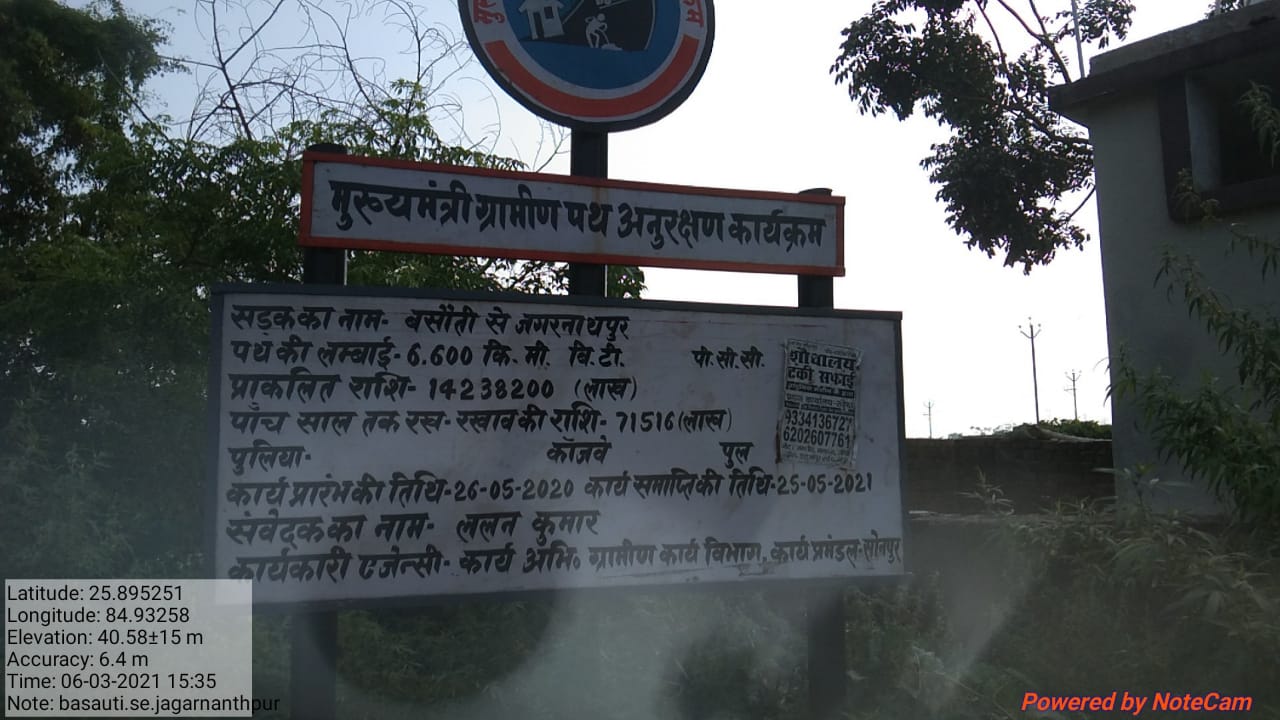 मुख्यमंत्री ग्रामीण पथ अनुरक्षण कार्यक्रम
सड़क का नाम- बसौंती से जगरनाथपुर
पथ की लम्बाई- 6.600 कि. मी. वि. टी. पी. सी. सी.
प्राकलित राशि- 14238200 (लाख)
पाँच साल तक रख- रखाव की राशि- 71516 (लाख)
पुलिया- कॉजवे पुल
कार्य प्रारंभ की तिथि- 26-05-2020 कार्य समाप्ति की तिथि- 25-05-2021
संवेदक का नाम- ललन कुमार
कार्यकारी एजेन्सी- कार्य अभि० ग्रामीण कार्य विभाग, कार्य प्रमंडल- सोनपुर
शौचालय
टंकी सफाई
9334136727
6202607761
Latitude: 25.895251
Longitude: 84.93258
Elevation: 40.58±15 m
Accuracy: 6.4 m
Time: 06-03-2021 15:35
Note: basauti.se.jagarnanthpur
Powered by NoteCam